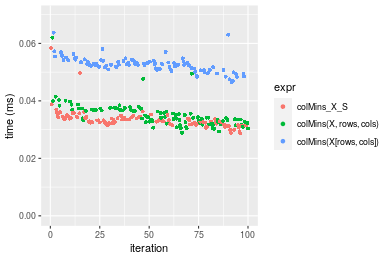 0.06
0.04
0.02
0.00
time (ms)
0
25
50
75
100
iteration
expr
colMins_X_S
colMins(X, rows, cols)
colMins(X[rows, cols])